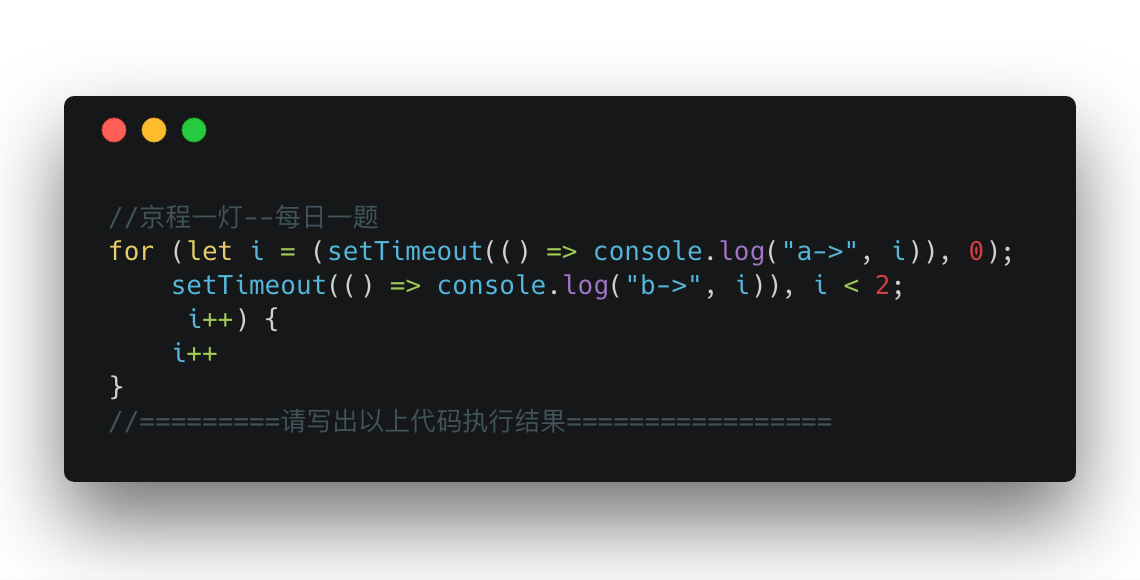 //京程一灯--每日一题
for (let i = (setTimeout(() => console.log("a->", i)), 0);
    setTimeout(() => console.log("b->", i)), i < 2;
     i++) {
    i++
}
//=========请写出以上代码执行结果=================